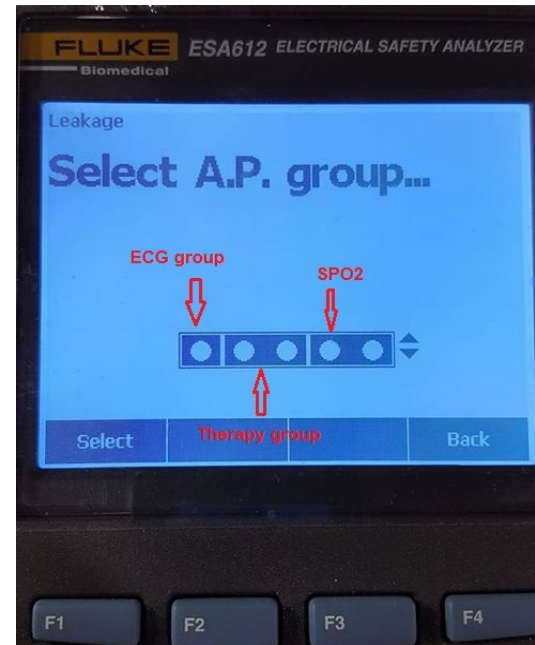 FLUKE ESA612 ELECTRICAL SAFETY ANALYZER
Biomedical
Leakage
Select A.P. group...
ECG group
SPO2
Therapy group
Select Back
F1 F2 F3 F4